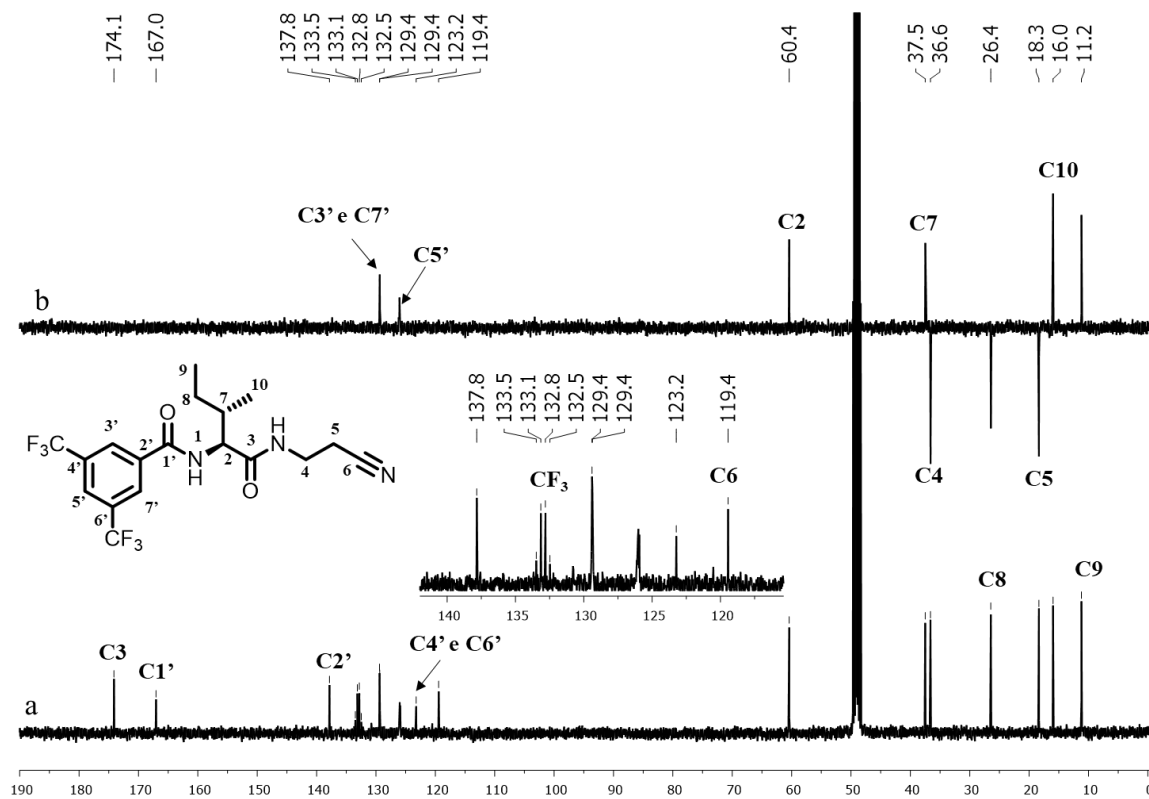 174.1
167.0
137.8
133.5
133.1
132.8
132.5
129.4
129.4
123.2
119.4
60.4
37.5
36.6
26.4
18.3
16.0
11.2
C10
C3’ e C7’
C2
C7
C5’
b
9
8
7
10
O
1
3
H
N
5
F3C
3’
2’
1’
N
H
2
O
4
6
N
4’
5’
6’
7’
CF3
C4
C5
137.8
133.5
133.1
132.8
132.5
129.4
129.4
123.2
119.4
CF3
C6
140 135 130 125 120
C8
C9
C3
C1’
C2’
C4’ e C6’
a
190 180 170 160 150 140 130 120 110 100 90 80 70 60 50 40 30 20 10 0